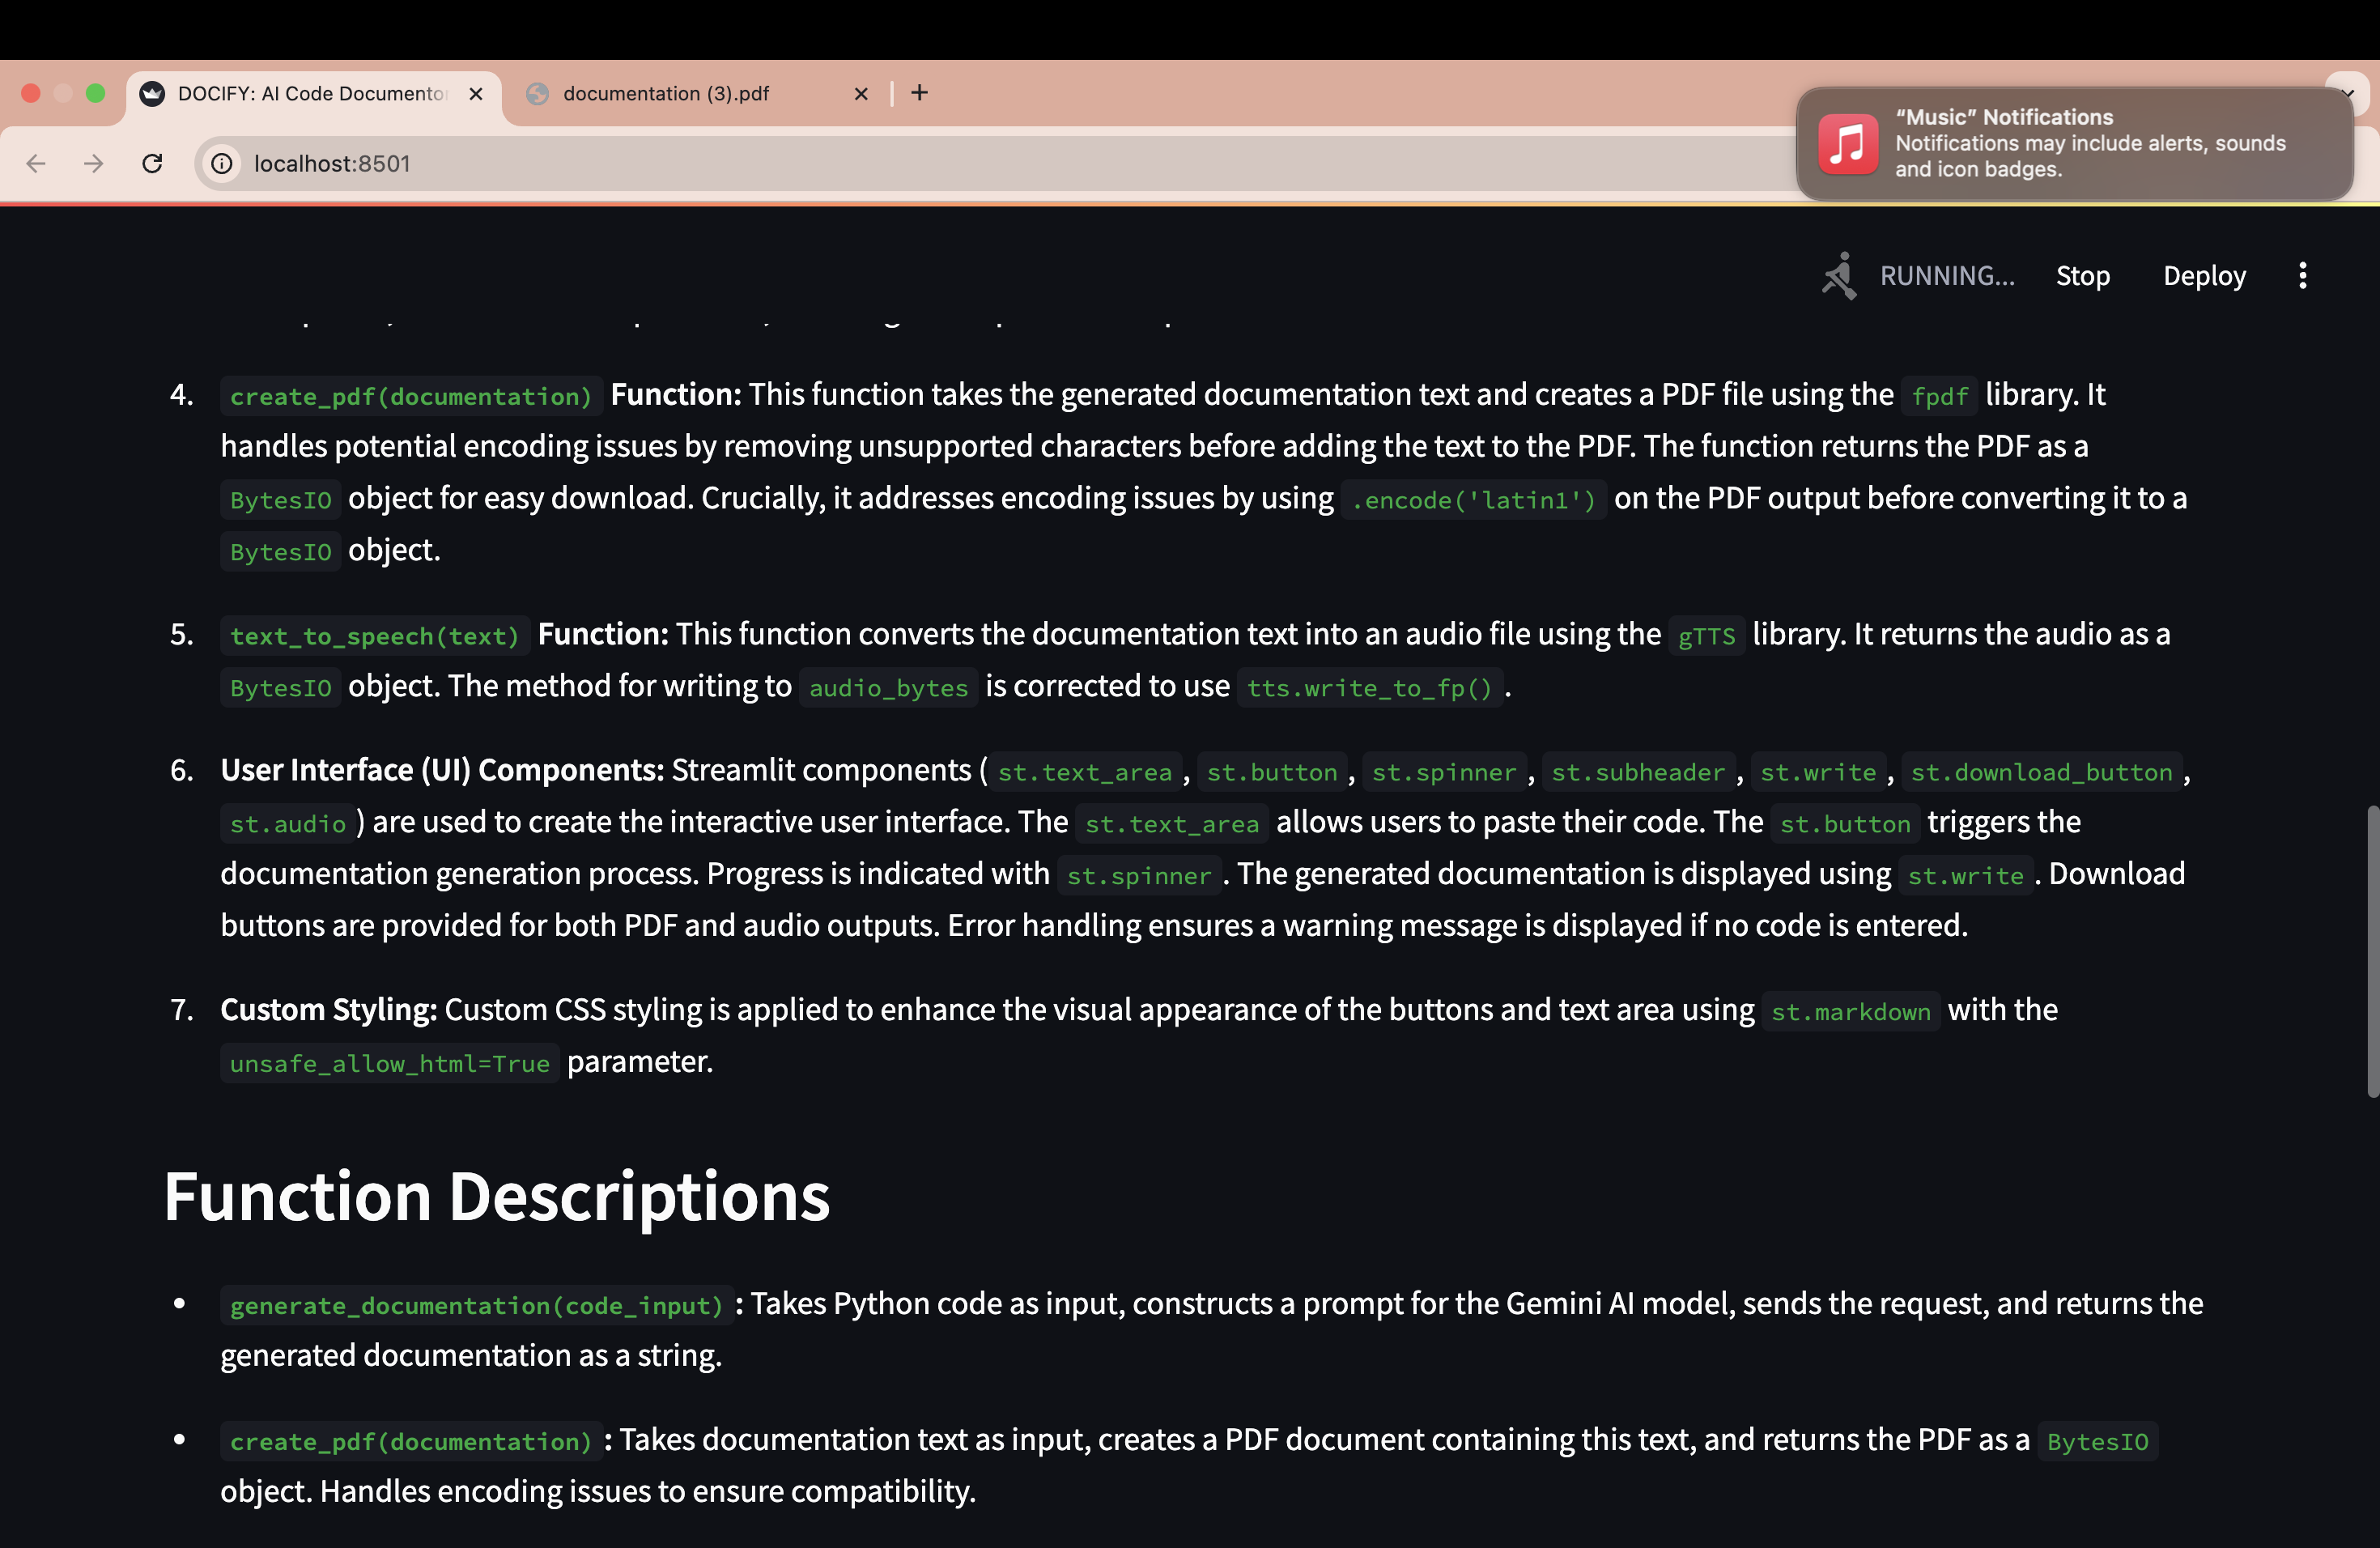 DOCIFY: AI Code Documento
documentation (3).pdf
“Music” Notifications
Notifications may include alerts, sounds
and icon badges.
localhost:8501
RUNNING... Stop Deploy
4. create_pdf(documentation) Function: This function takes the generated documentation text and creates a PDF file using the fpdf library. It
handles potential encoding issues by removing unsupported characters before adding the text to the PDF. The function returns the PDF as a
BytesIO object for easy download. Crucially, it addresses encoding issues by using .encode('latin1') on the PDF output before converting it to a
BytesIO object.
5. text_to_speech(text) Function: This function converts the documentation text into an audio file using the gTTS library. It returns the audio as a
BytesIO object. The method for writing to audio_bytes is corrected to use tts.write_to_fp().
6. User Interface (UI) Components: Streamlit components (st.text_area, st.button, st.spinner, st.subheader, st.write, st.download_button,
st.audio) are used to create the interactive user interface. The st.text_area allows users to paste their code. The st.button triggers the
documentation generation process. Progress is indicated with st.spinner. The generated documentation is displayed using st.write. Download
buttons are provided for both PDF and audio outputs. Error handling ensures a warning message is displayed if no code is entered.
7. Custom Styling: Custom CSS styling is applied to enhance the visual appearance of the buttons and text area using st.markdown with the
unsafe_allow_html=True parameter.
Function Descriptions
• generate_documentation(code_input): Takes Python code as input, constructs a prompt for the Gemini AI model, sends the request, and returns the
generated documentation as a string.
• create_pdf(documentation): Takes documentation text as input, creates a PDF document containing this text, and returns the PDF as a BytesIO
object. Handles encoding issues to ensure compatibility.